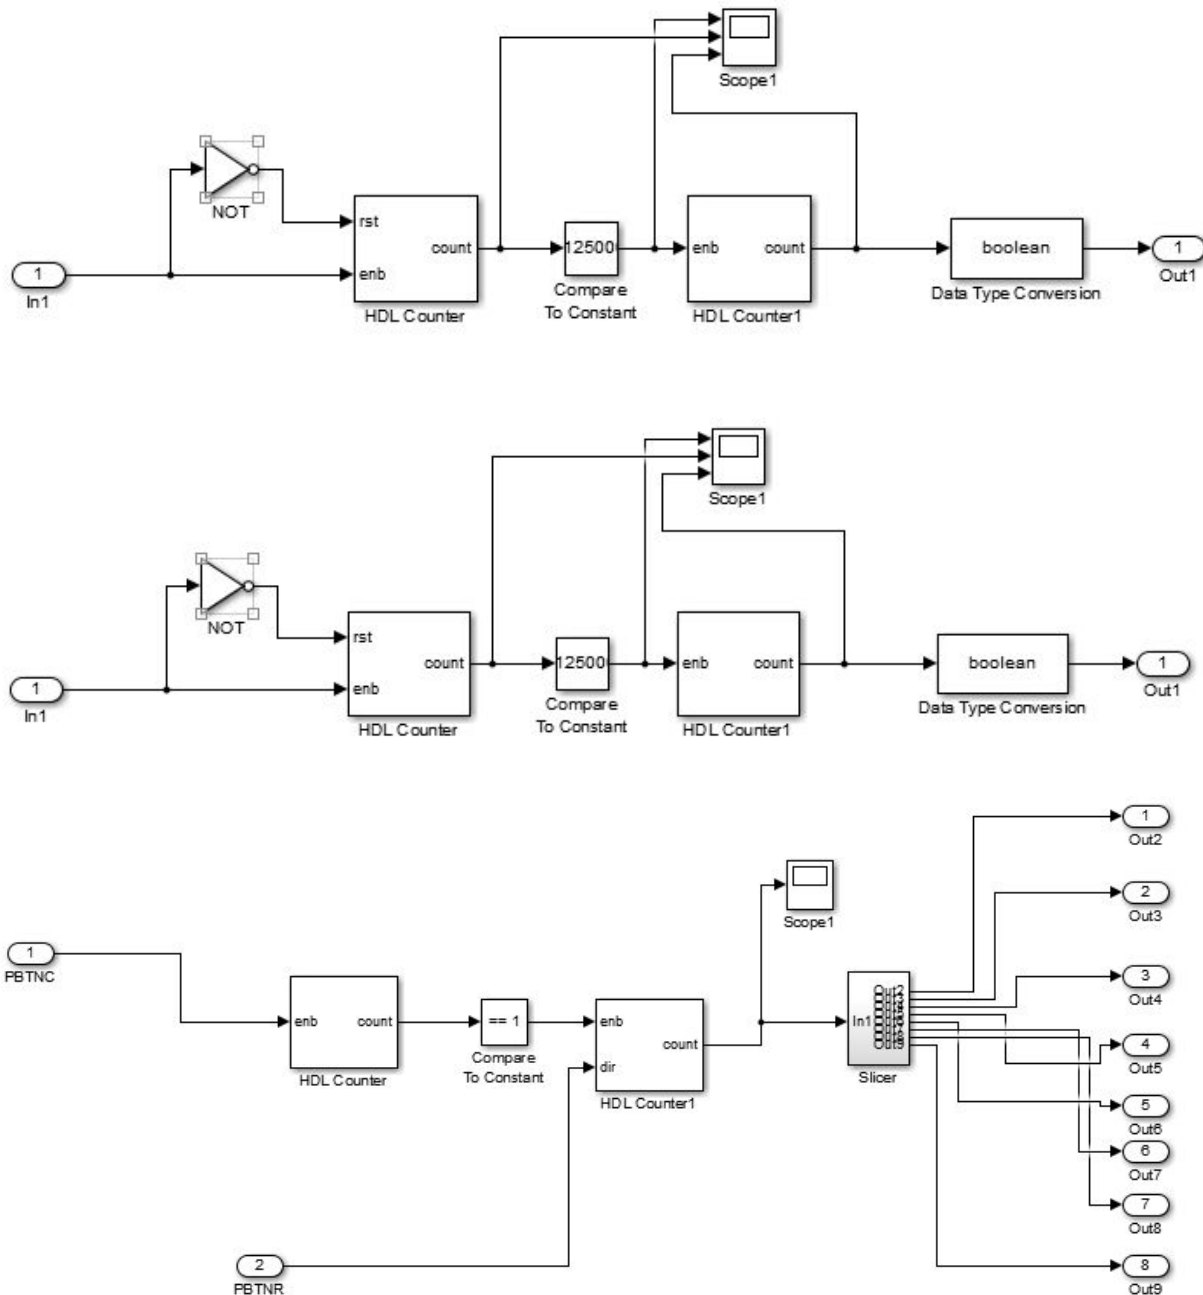 Scope1
NOT
rst
count
enb
1
In1
HDL Counter
12500
Compare
To Constant
enb
count
HDL Counter1
boolean
Data Type Conversion
1
Out1
Scope1
NOT
rst
count
enb
1
In1
HDL Counter
12500
Compare
To Constant
enb
count
HDL Counter1
boolean
Data Type Conversion
1
Out1
1
PBTNC
enb
count
HDL Counter
== 1
Compare
To Constant
enb
dir
count
HDL Counter1
2
PBTNR
Scope1
In1
Out2
Out9
Slicer
1
Out2
2
Out3
3
Out4
4
Out5
5
Out6
6
Out7
7
Out8
8
Out9